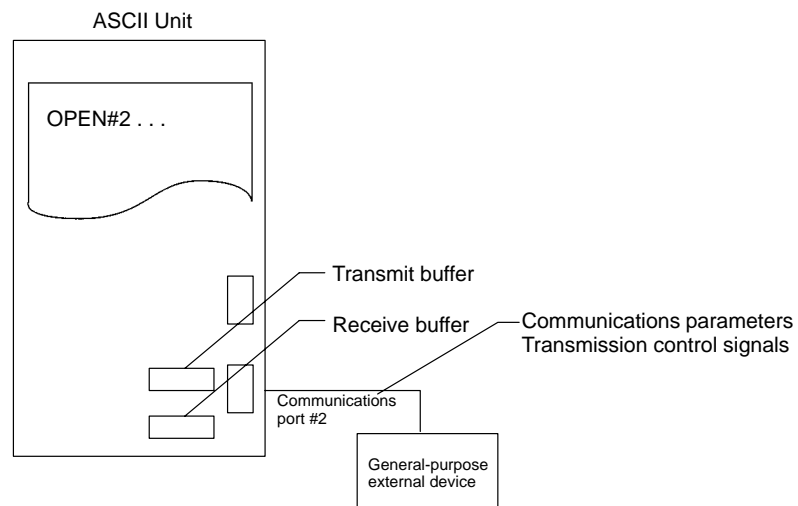 ASCII Unit
OPEN#2 . . .
Transmit buffer
Receive buffer
Communications parameters
Transmission control signals
Communications
port #2
General-purpose
external device